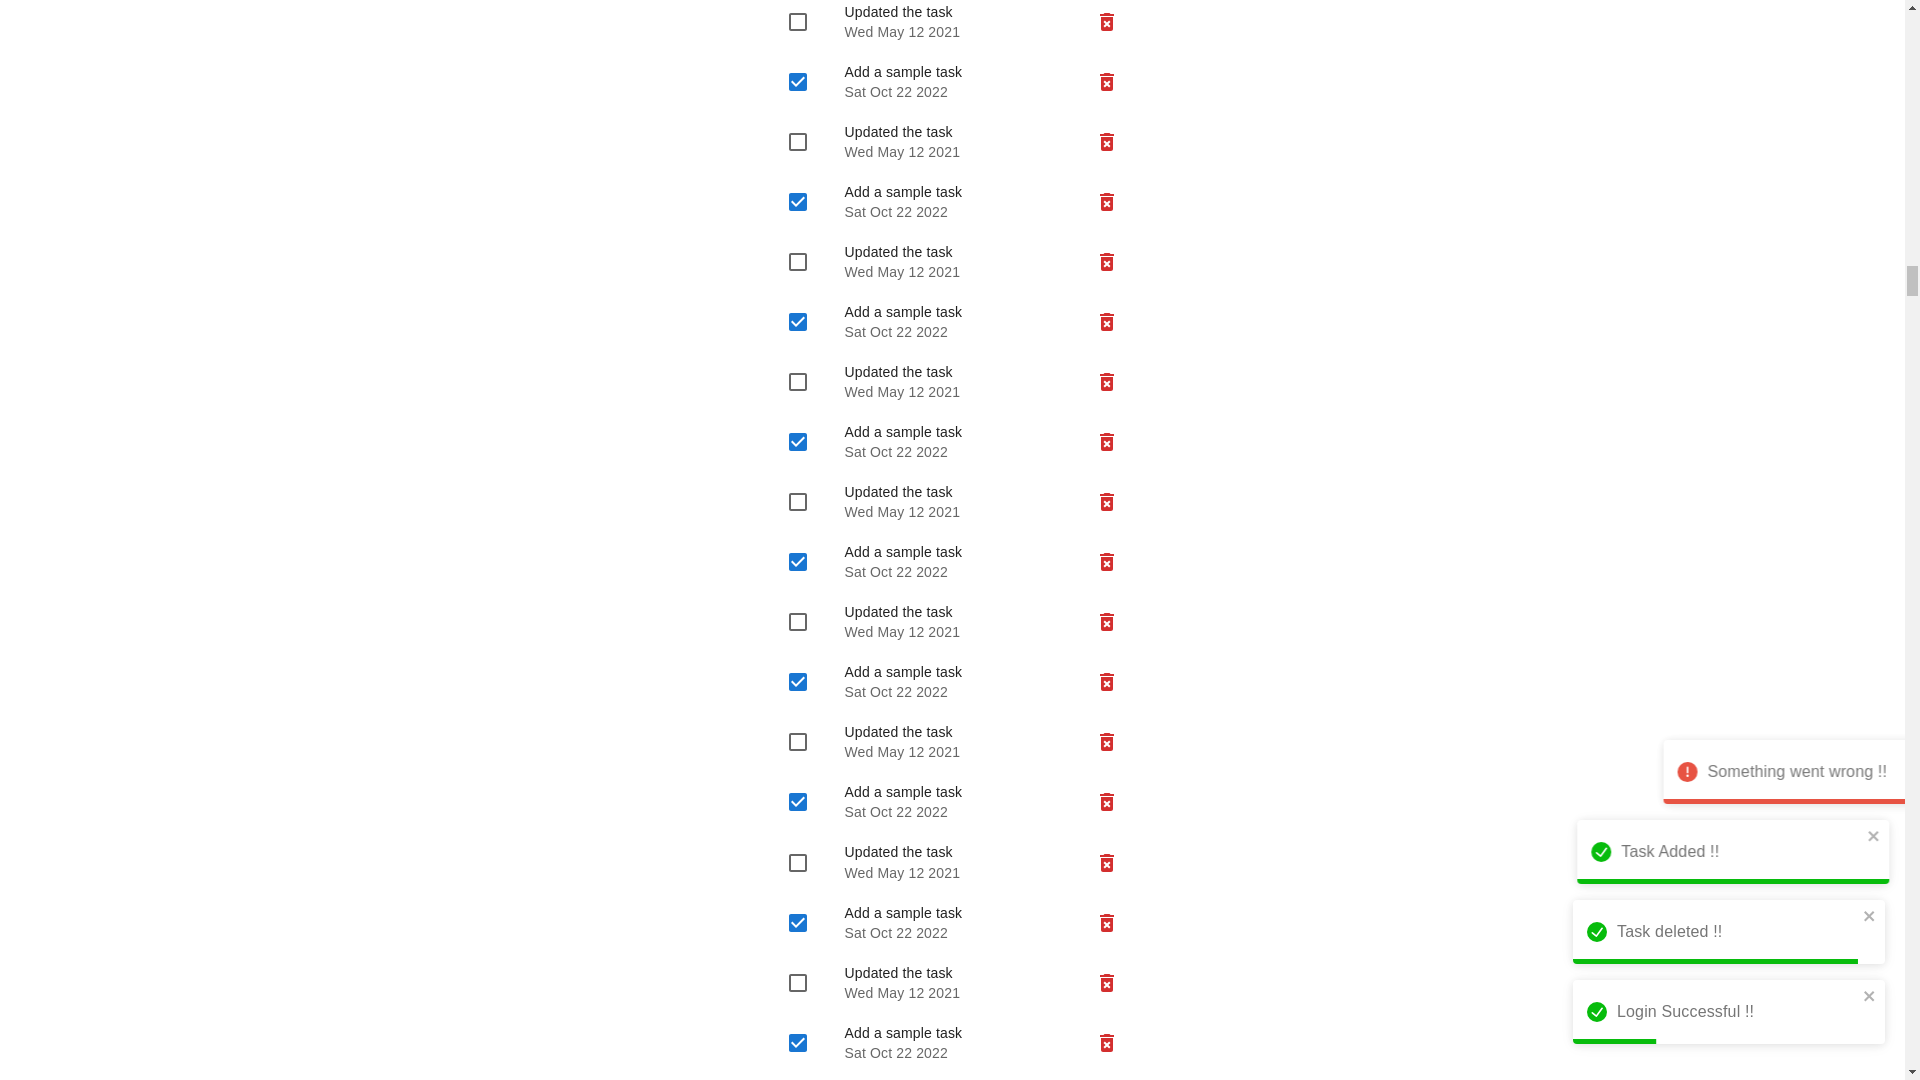 Updated the task
Wed May 12 2021
Add a sample task
Sat Oct 22 2022
Updated the task
Wed May 12 2021
Add a sample task
Sat Oct 22 2022
Updated the task
Wed May 12 2021
Add a sample task
Sat Oct 22 2022
Updated the task
Wed May 12 2021
Add a sample task
Sat Oct 22 2022
Updated the task
Wed May 12 2021
Add a sample task
Sat Oct 22 2022
Updated the task
Wed May 12 2021
Add a sample task
Sat Oct 22 2022
Updated the task
Wed May 12 2021
Add a sample task
Sat Oct 22 2022
Updated the task
Wed May 12 2021
Add a sample task
Sat Oct 22 2022
Updated the task
Wed May 12 2021
Add a sample task
Sat Oct 22 2022
Something went wrong !!
Task Added !!
Task deleted !!
Login Successful !!